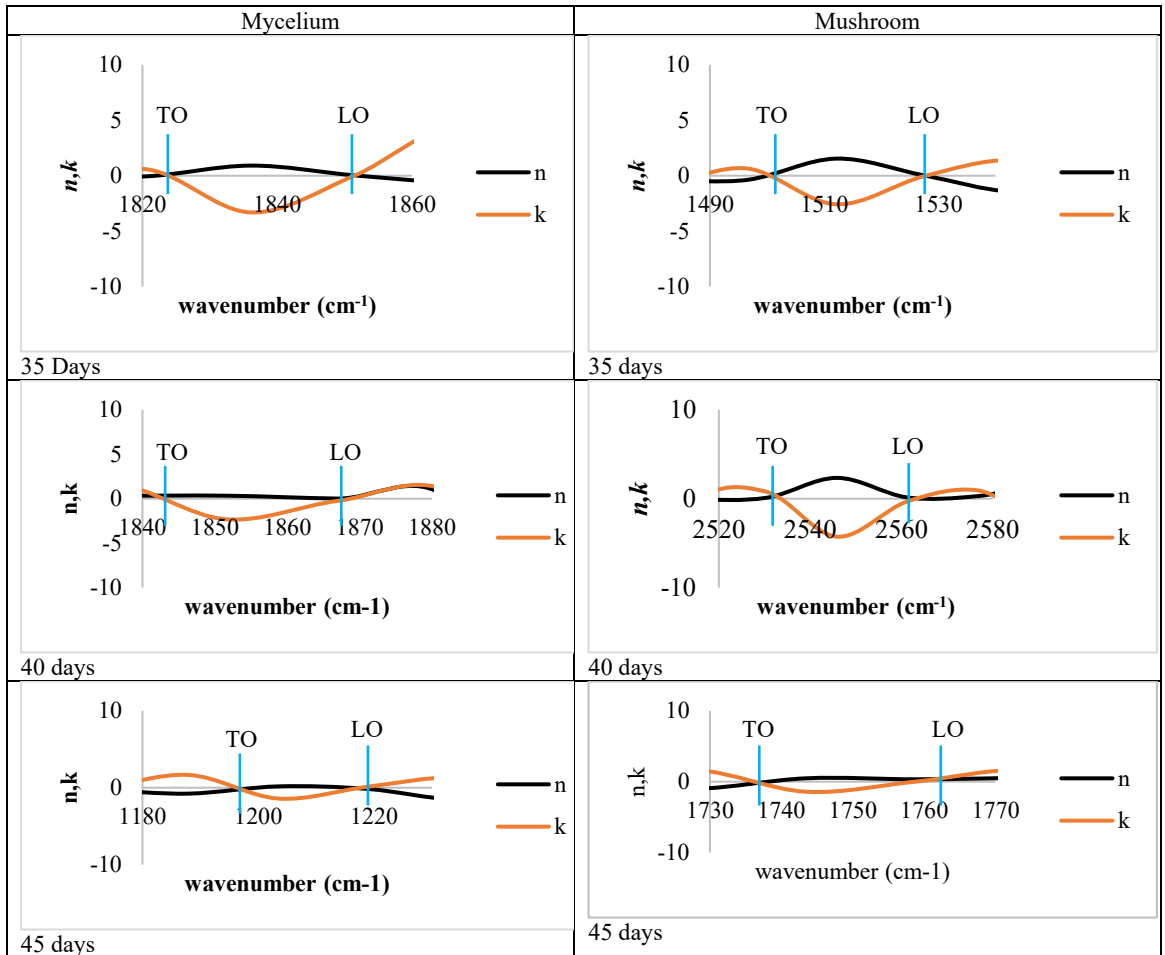 Mycelium
Mushroom
10
5
0
-5
-10
n,k
TO
LO
1820
1840
1860
n
k
wavenumber (cm-1)
35 Days
10
5
0
-5
-10
n,k
TO
LO
1490
1510
1530
n
k
wavenumber (cm-1)
35 days
10
5
0
-5
-10
n,k
TO
LO
1840
1850
1860
1870
1880
n
k
wavenumber (cm-1)
40 days
10
5
0
-5
-10
n,k
TO
LO
2520
2540
2560
2580
n
k
wavenumber (cm-1)
40 days
10
0
-10
n,k
TO
LO
1180
1200
1220
n
k
wavenumber (cm-1)
45 days
10
0
-10
n,k
TO
LO
1730
1740
1750
1760
1770
n
k
wavenumber (cm-1)
45 days